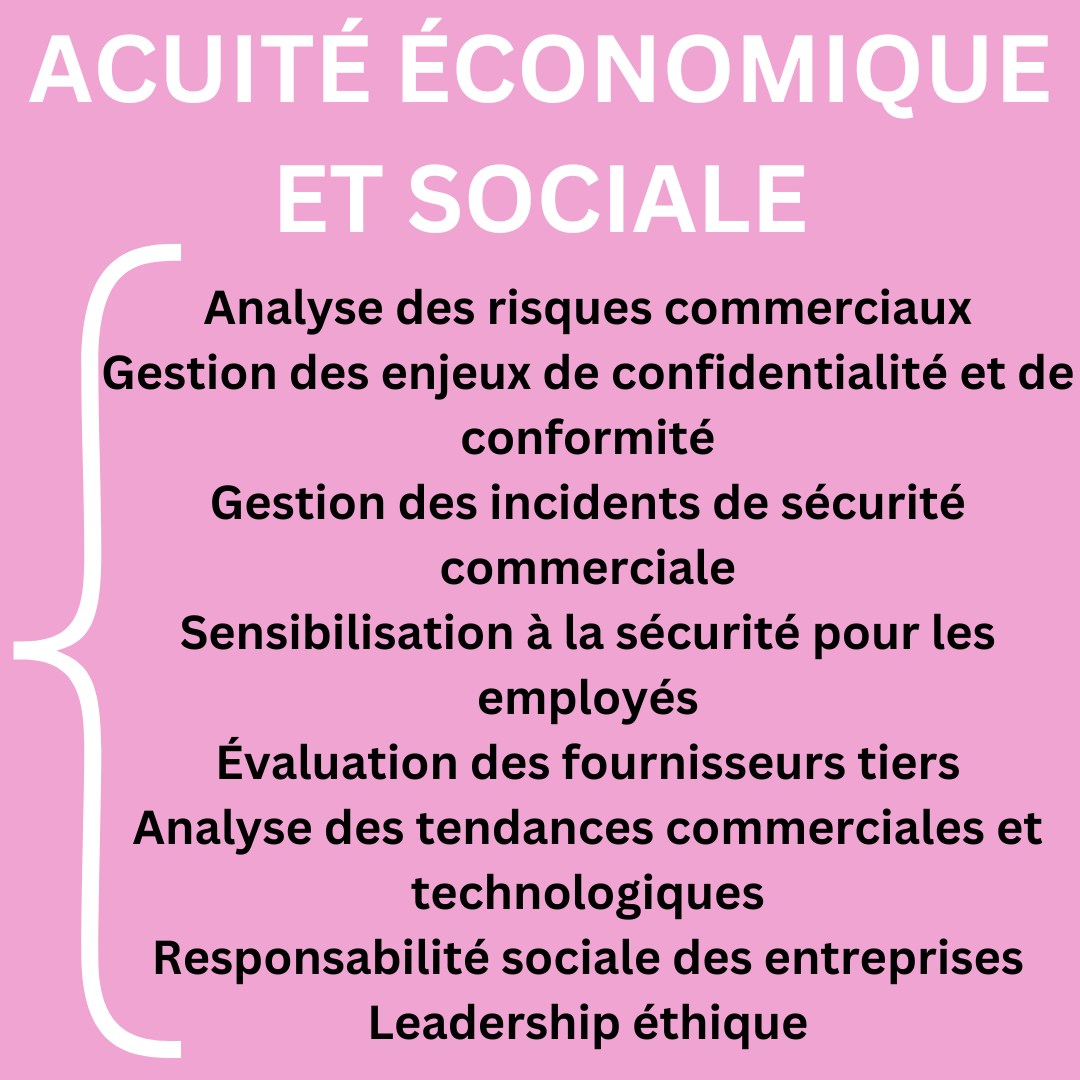 ACUITÉ ÉCONOMIQUE
ET SOCIALE
Analyse des risques commerciaux
Gestion des enjeux de confidentialité et de
conformité
Gestion des incidents de sécurité
commerciale
Sensibilisation à la sécurité pour les
employés
Évaluation des fournisseurs tiers
Analyse des tendances commerciales et
technologiques
Responsabilité sociale des entreprises
Leadership éthique